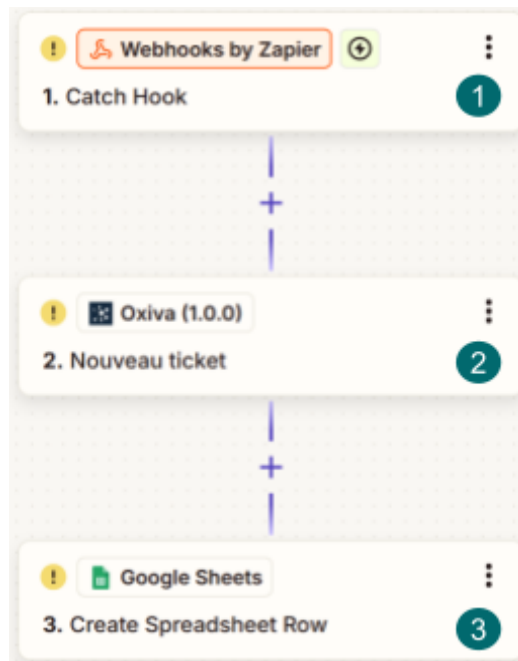 ! Webhooks by Zapier
1. Catch Hook
1
+
! Oxiva (1.0.0)
2. Nouveau ticket
2
+
! Google Sheets
3. Create Spreadsheet Row
3